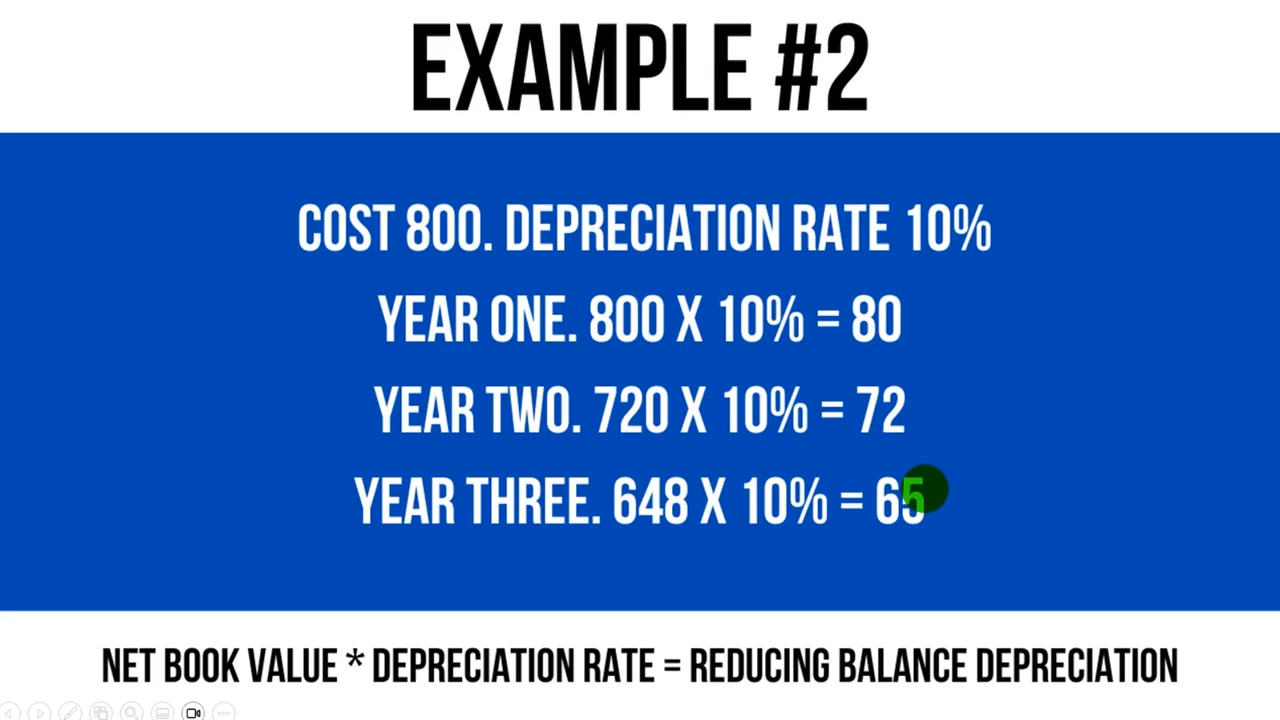 EXAMPLE #2
COST 800. DEPRECIATION RATE 10%
YEAR ONE. 800 X 10% = 80
YEAR TWO. 720 X 10% = 72
YEAR THREE. 648 X 10% = 65
NET BOOK VALUE * DEPRECIATION RATE = REDUCING BALANCE DEPRECIATION